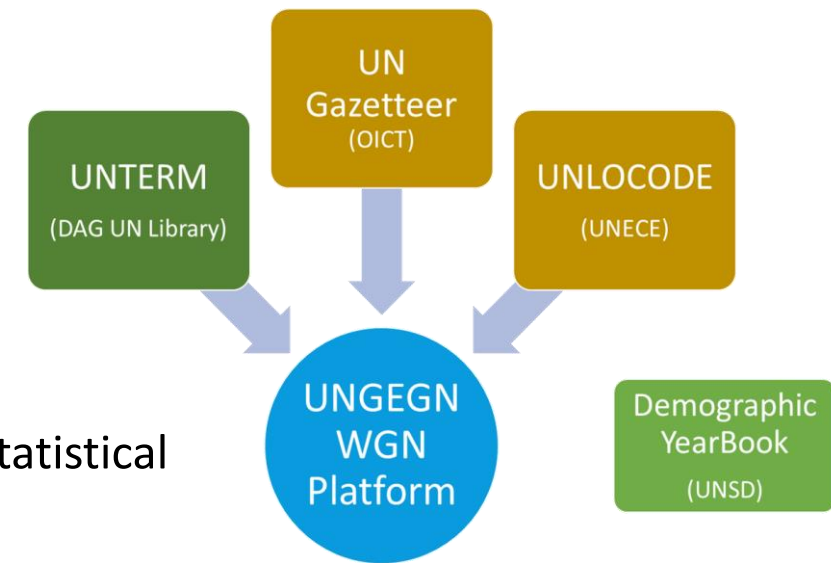 UN
Gazetteer
(OICT)
UNTERM
(DAG UN Library)
UNLOCODE
(UNECE)
UNGEGN
WGN
Platform
Demographic
YearBook
(UNSD)
tatistical